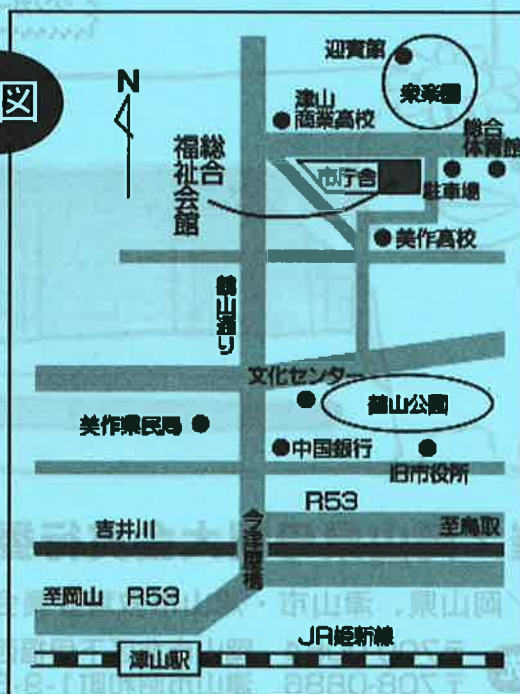 図
N
迎賓館
衆楽園
津山
商業高校
総合
体育館
総合
福祉会館
市庁舎
駐車場
美作高校
鶴山通り
文化センター
鶴山公園
美作県民局
中国銀行
旧市役所
R53
吉井川
今津屋橋
至鳥取
至岡山 R53
JR姫新線
津山駅